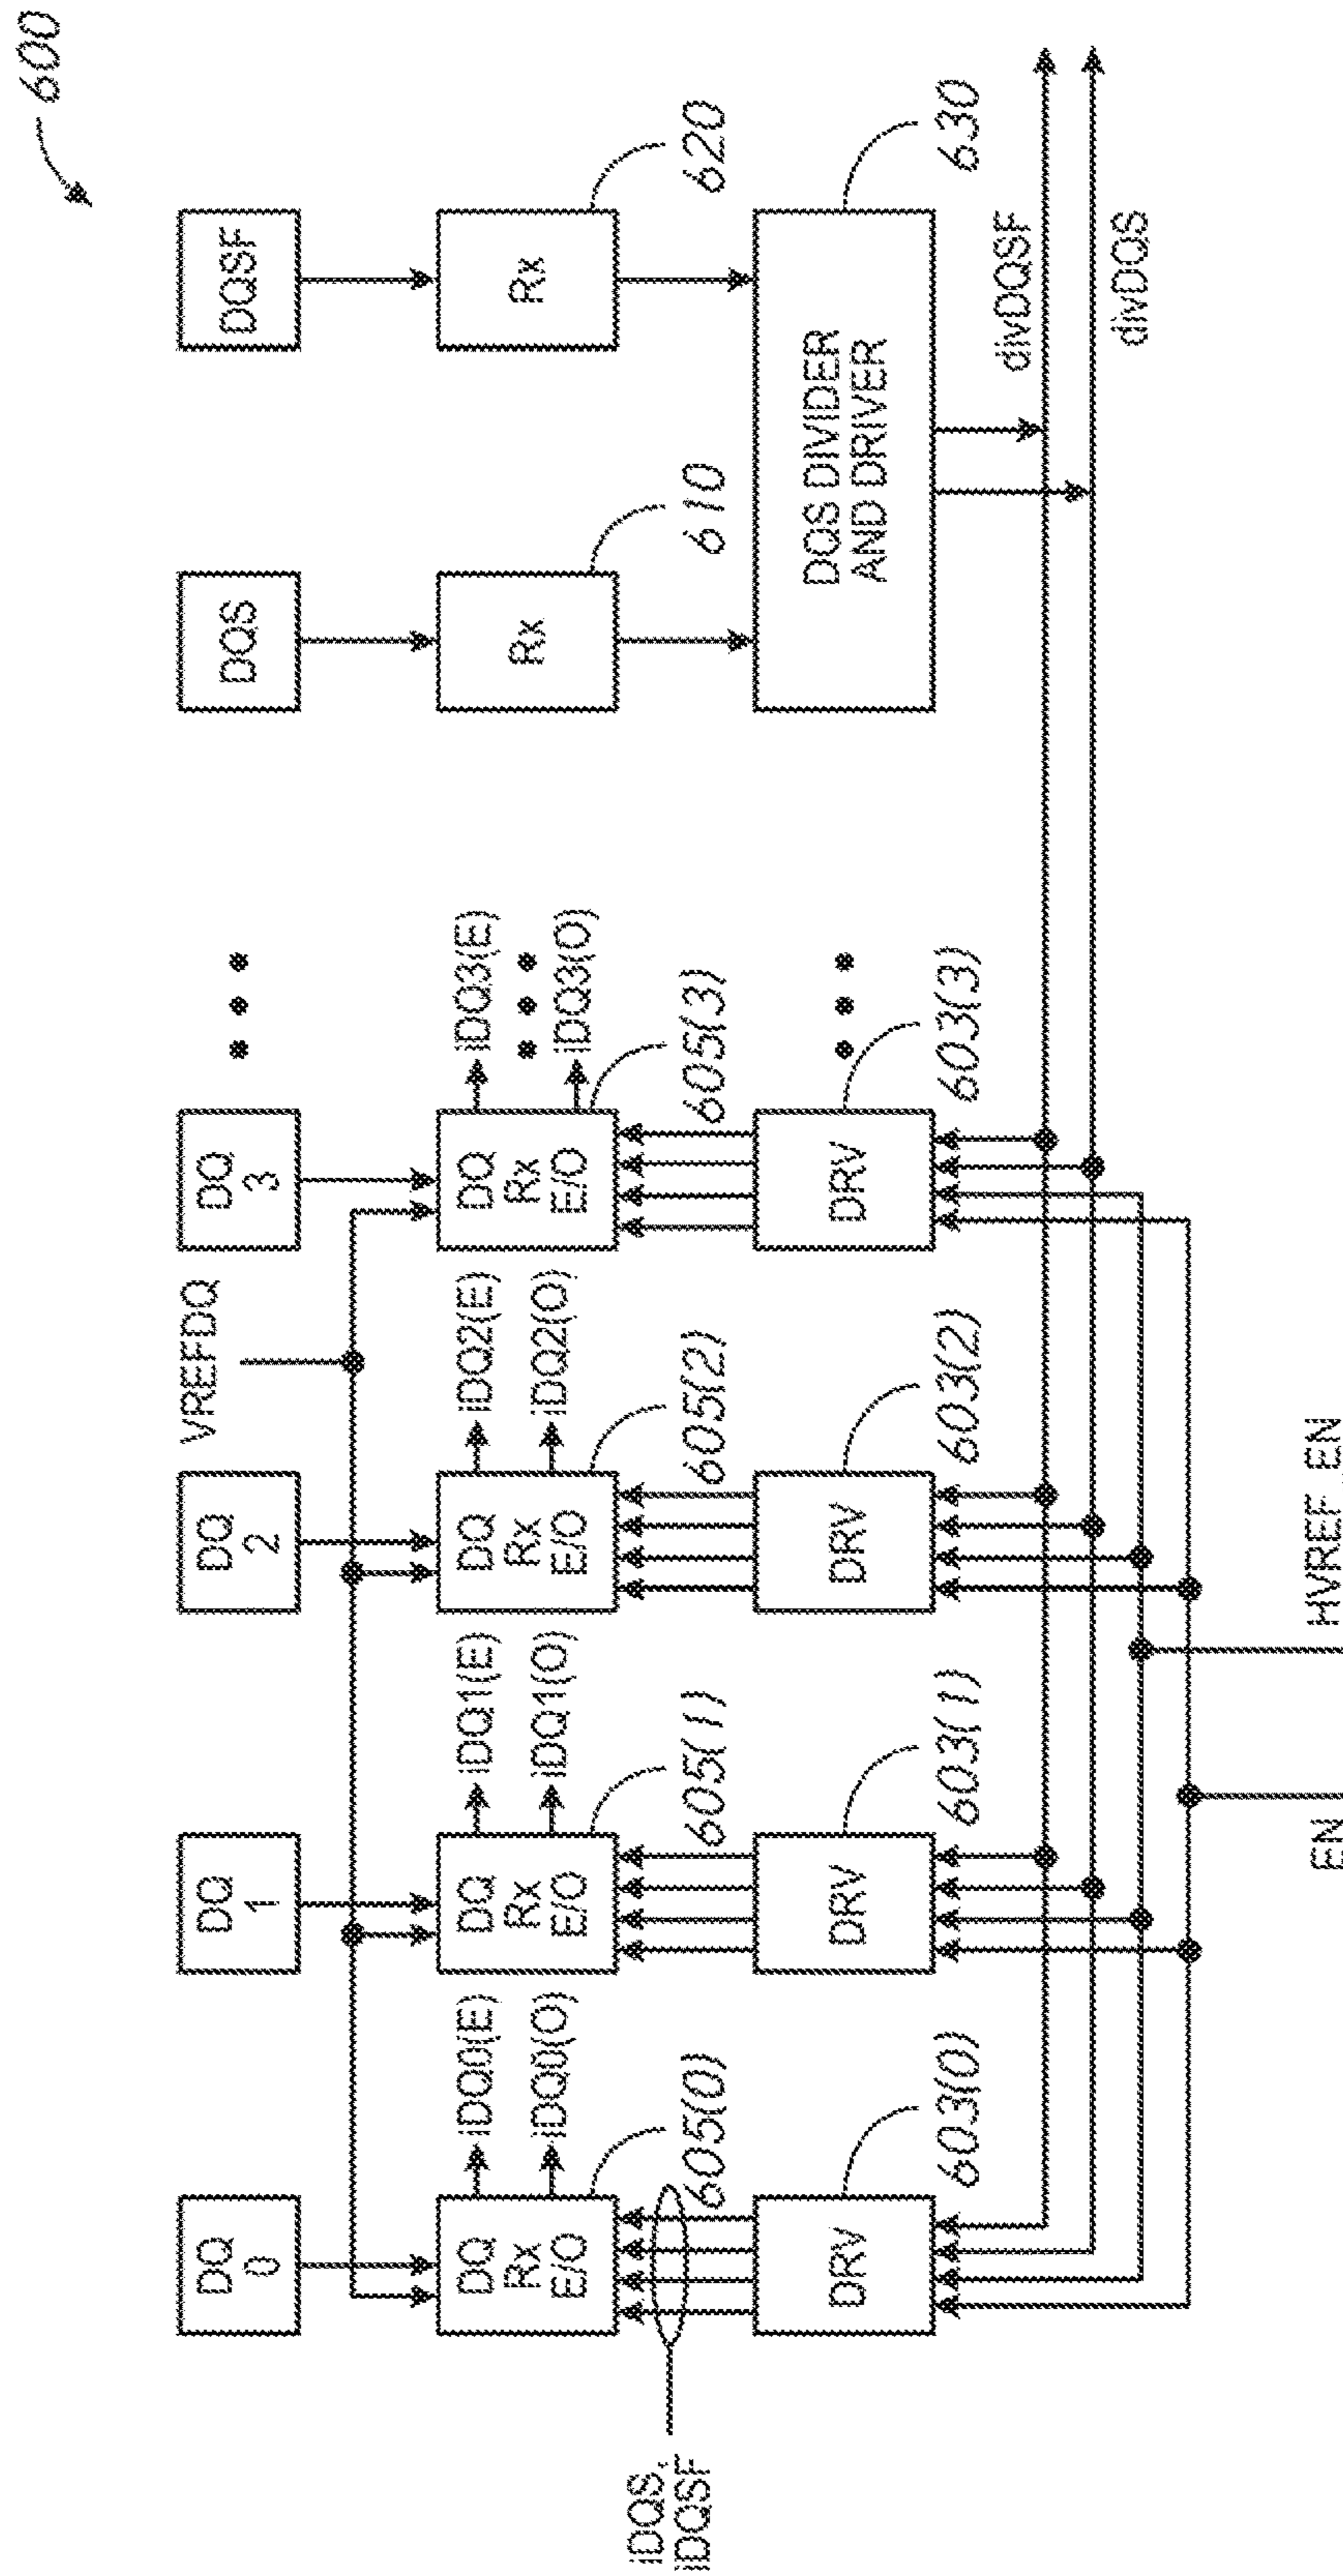 600
DQ
0
DQ
1
DQ
2
VREFDQ
DQ
3
DQS
DQSF
DQ
Rx
E/O
iDQ0(E)
iDQ0(O)
DQ
Rx
E/O
iDQ1(E)
iDQ1(O)
DQ
Rx
E/O
iDQ2(E)
iDQ2(O)
DQ
Rx
E/O
iDQ3(E)
iDQ3(O)
Rx
Rx
iDQS,
iDQSF
605(0)
605(1)
605(2)
605(3)
610
620
DRV
DRV
DRV
DRV
DQS DIVIDER
AND DRIVER
603(0)
603(1)
603(2)
603(3)
630
divDQSF
divDQS
EN
HVREF_EN